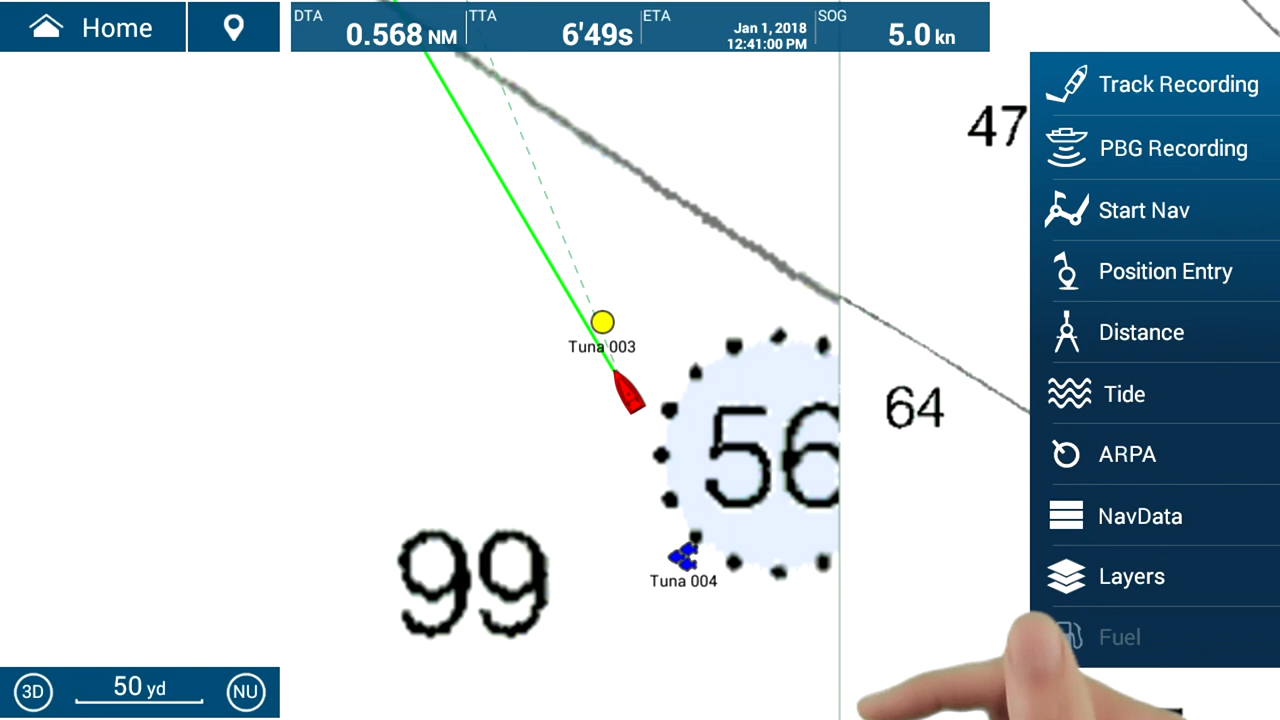 Home
DTA
0.568 NM
TTA
6'49s
ETA
Jan 1, 2018
12:41:00 PM
SOG
5.0 kn
Track Recording
47
PBG Recording
Start Nav
Position Entry
Tuna 003
Distance
64
Tide
56
ARPA
NavData
99
Tuna 004
Layers
Fuel
3D
50 yd
NU